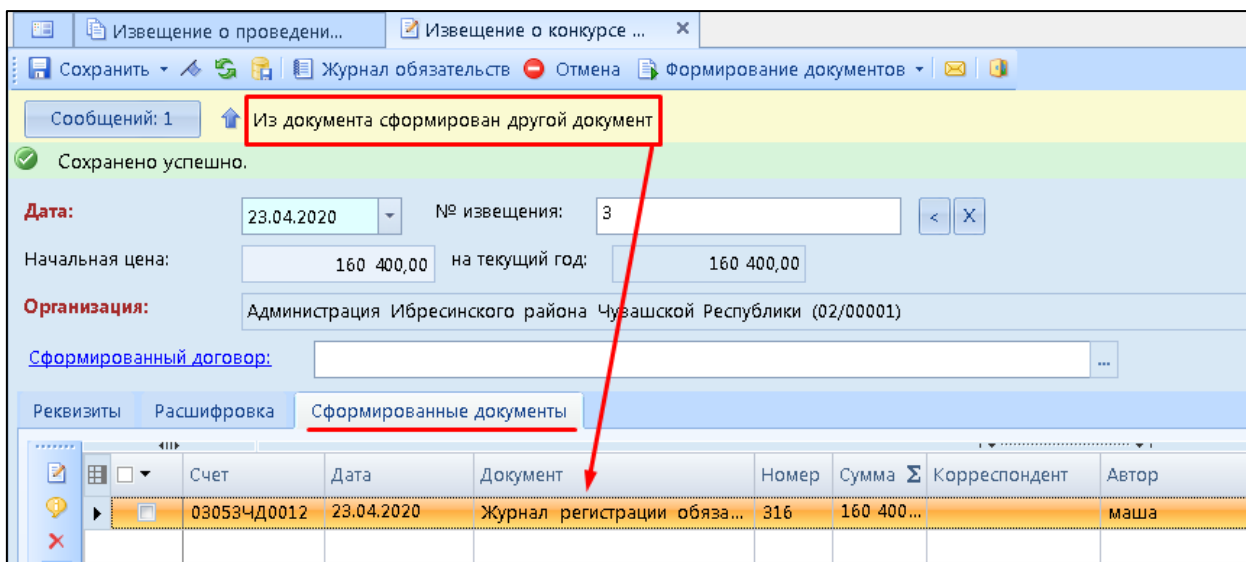 Извещение о проведени... Извещение о конкурсе ...
Сохранить Журнал обязательств Отмена Формирование документов
Сообщений: 1 Из документа сформирован другой документ
Сохранено успешно.
Дата: 23.04.2020 № извещения: 3 < X
Начальная цена: 160 400,00 на текущий год: 160 400,00
Организация: Администрация Ибресинского района Чувашской Республики (02/00001)
Сформированный договор: ...
Реквизиты Расшифровка Сформированные документы
Счет Дата Документ Номер Сумма Σ Корреспондент Автор
03053ЧД0012 23.04.2020 Журнал регистрации обяза... 316 160 400... маша